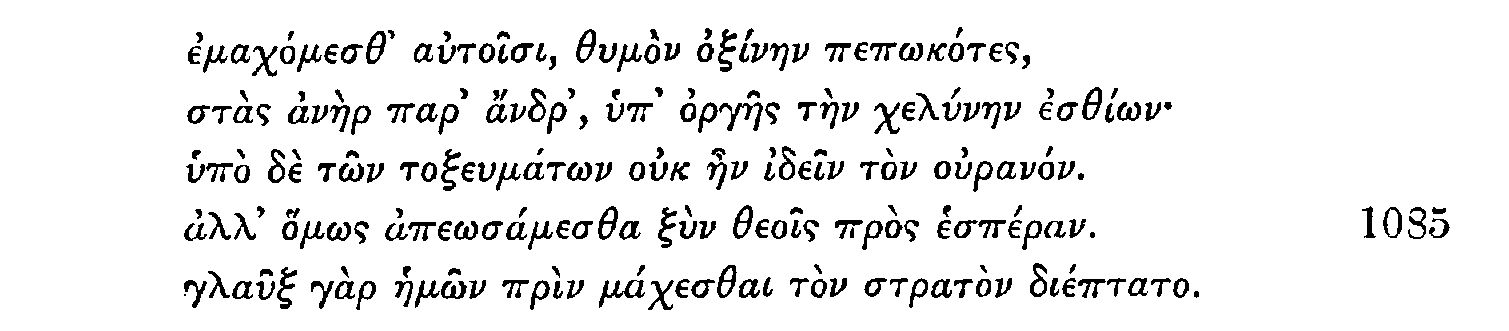 ἐμαχόμεσθ’ αὐτοῖσι, θυμὸν ὀξίνην πεπωκότες,
στὰς ἀνὴρ παρ’ ἄνδρ’, ὑπ’ ὀργῆς τὴν χελύνην ἐσθίων·
ὑπὸ δὲ τῶν τοξευμάτων οὐκ ἦν ἰδεῖν τὸν οὐρανόν.
ἀλλ’ ὅμως ἀπεωσάμεσθα ξὺν θεοῖς πρὸς ἑσπέραν. 1085
γλαῦξ γὰρ ἡμῶν πρὶν μάχεσθαι τὸν στρατὸν διέπτατο.